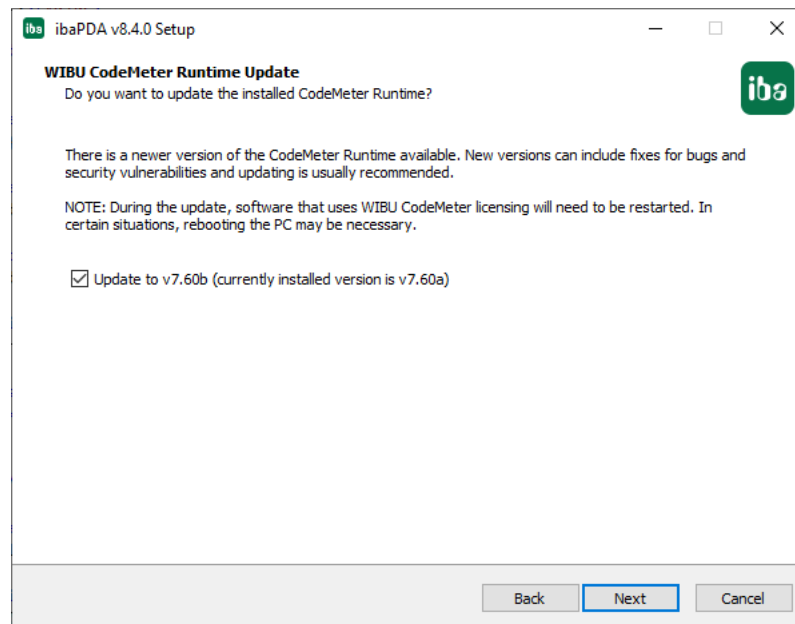 iba ibaPDA v8.4.0 Setup
WIBU CodeMeter Runtime Update
Do you want to update the installed CodeMeter Runtime?
iba
There is a newer version of the CodeMeter Runtime available. New versions can include fixes for bugs and
security vulnerabilities and updating is usually recommended.
NOTE: During the update, software that uses WIBU CodeMeter licensing will need to be restarted. In
certain situations, rebooting the PC may be necessary.
Update to v7.60b (currently installed version is v7.60a)
Back Next Cancel